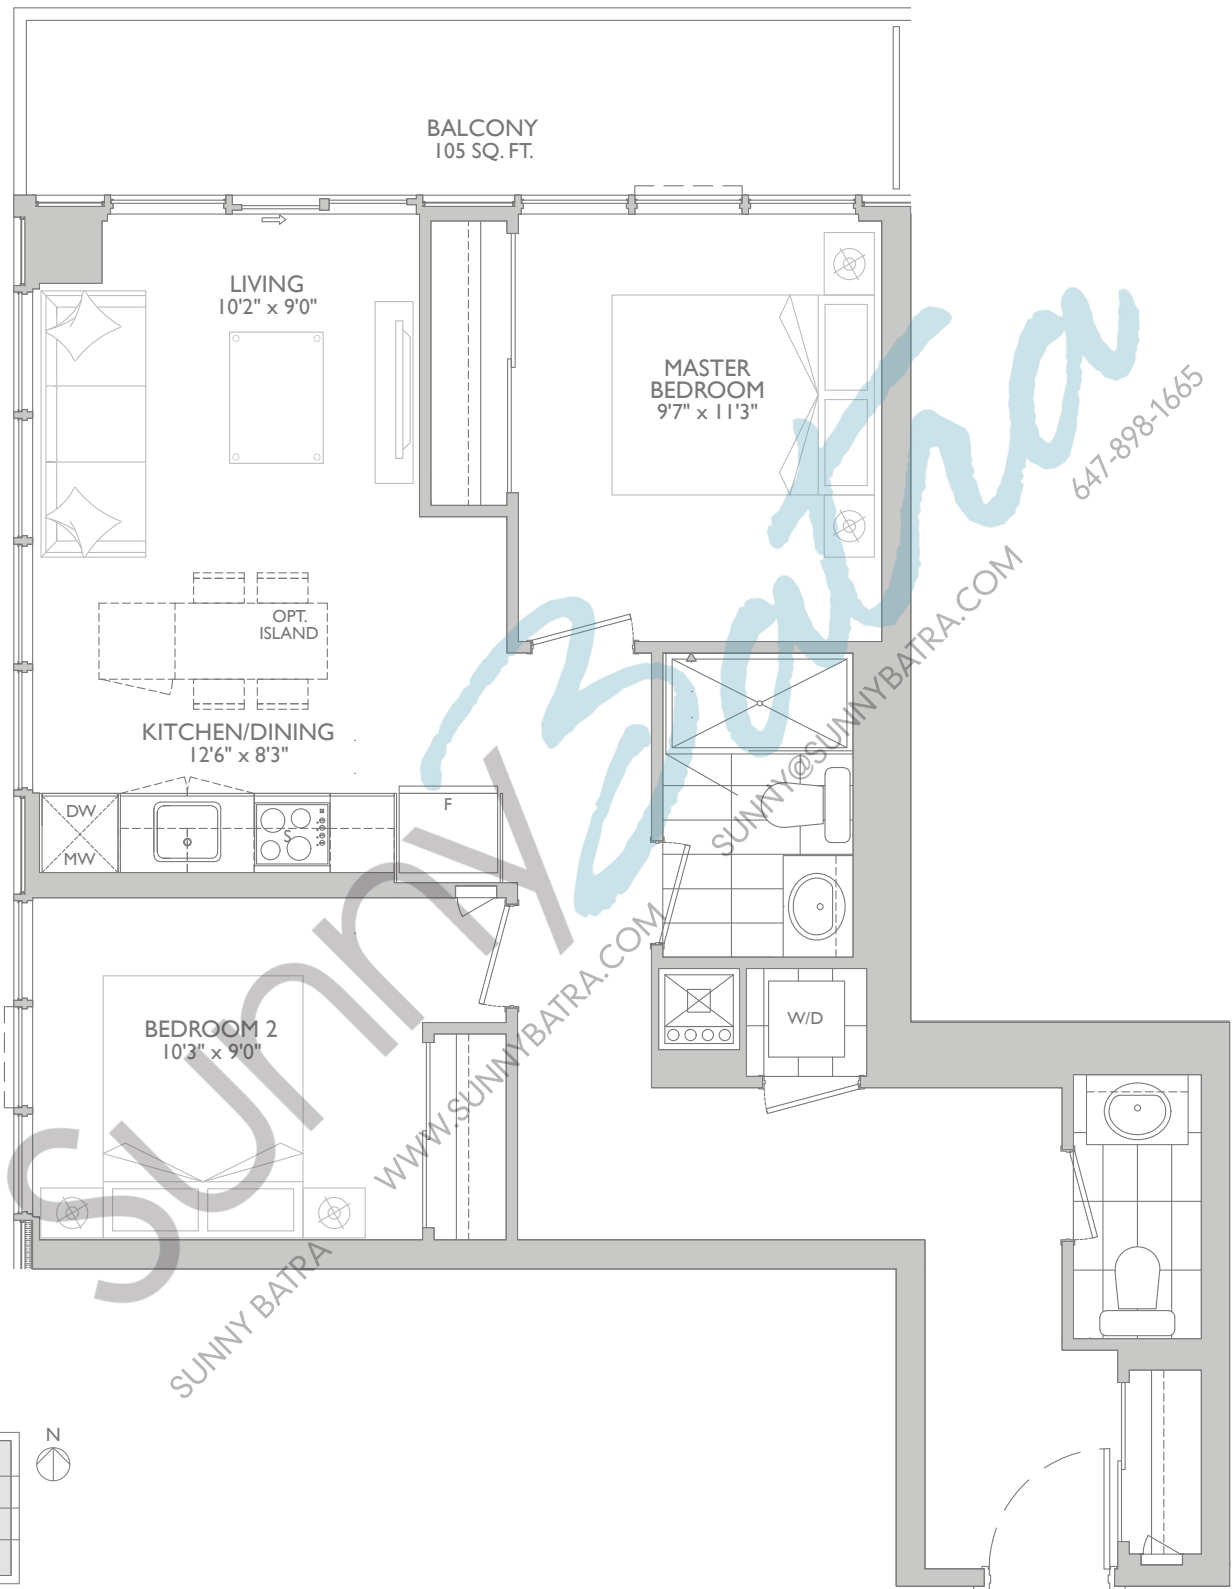 BALCONY
105 SQ. FT.
LIVING
10'2" x 9'0"
MASTER
BEDROOM
9'7" x 11'3"
OPT.
ISLAND
KITCHEN/DINING
12'6" x 8'3"
DW
MW
S
F
BEDROOM 2
10'3" x 9'0"
W/D
N
sunny Batra
647-898-1665
SUNNY@SUNNYBATRA.COM
WWW.SUNNYBATRA.COM
SUNNY BATRA